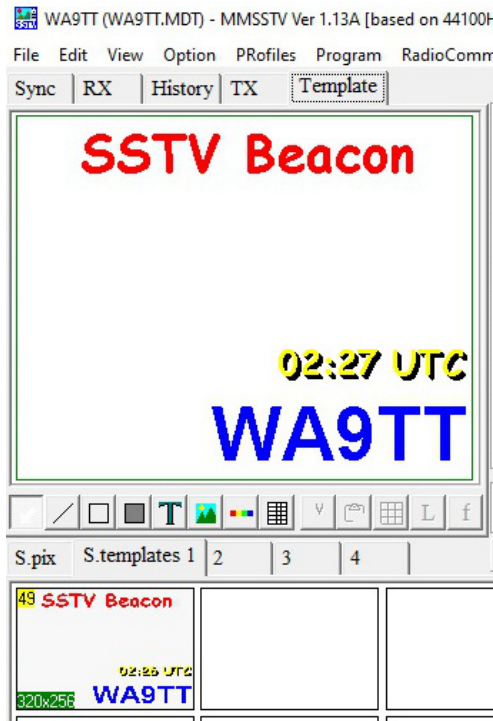 WA9TT (WA9TT.MDT) - MMSSTV Ver 1.13A [based on 44100H
File Edit View Option PRofiles Program RadioComm
Sync RX History TX Template
SSTV Beacon
02:27 UTC
WA9TT
T Y L f
S.pix S.templates 1 2 3 4
49 SSTV Beacon
02:26 UTC
320x256 WA9TT